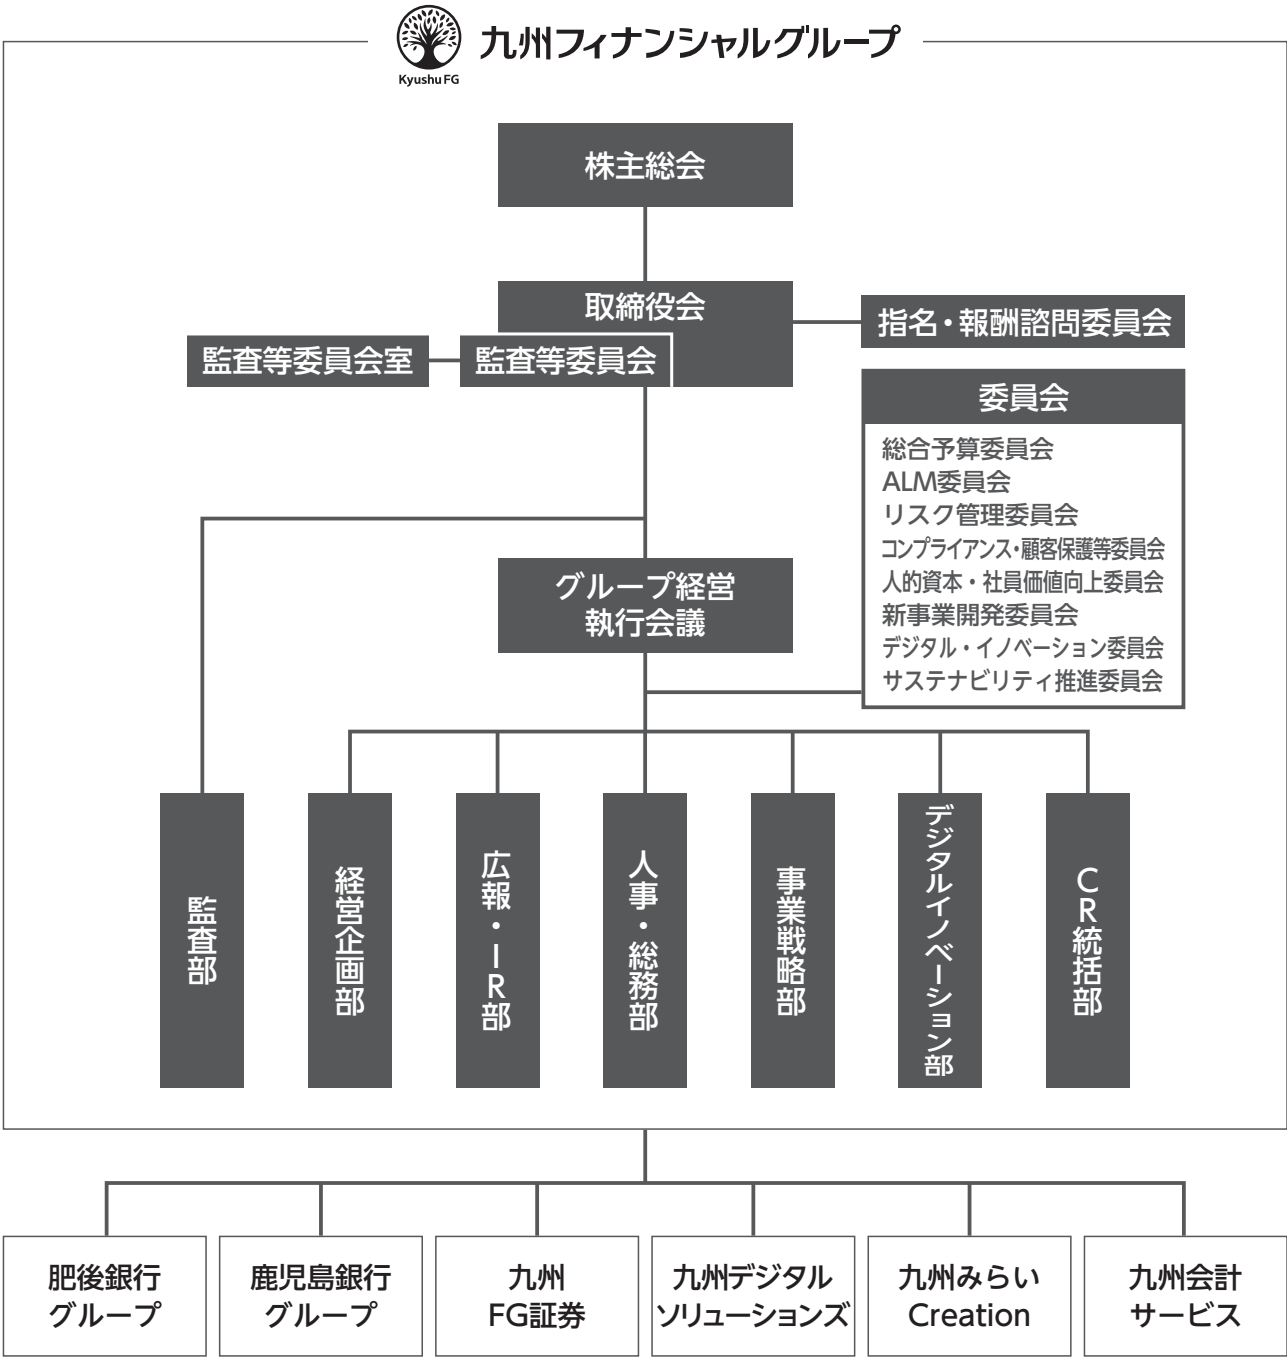 Kyushu FG
九州フィナンシャルグループ
株主総会
取締役会
指名・報酬諮問委員会
監査等委員会室
監査等委員会
委員会
総合予算委員会
ALM委員会
リスク管理委員会
コンプライアンス・顧客保護等委員会
人的資本・社員価値向上委員会
新事業開発委員会
デジタル・イノベーション委員会
サステナビリティ推進委員会
グループ経営
執行会議
監査部
経営企画部
広報・IR部
人事・総務部
事業戦略部
デジタルイノベーション部
CR統括部
肥後銀行
グループ
鹿児島銀行
グループ
九州
FG証券
九州デジタル
ソリューションズ
九州みらい
Creation
九州会計
サービス